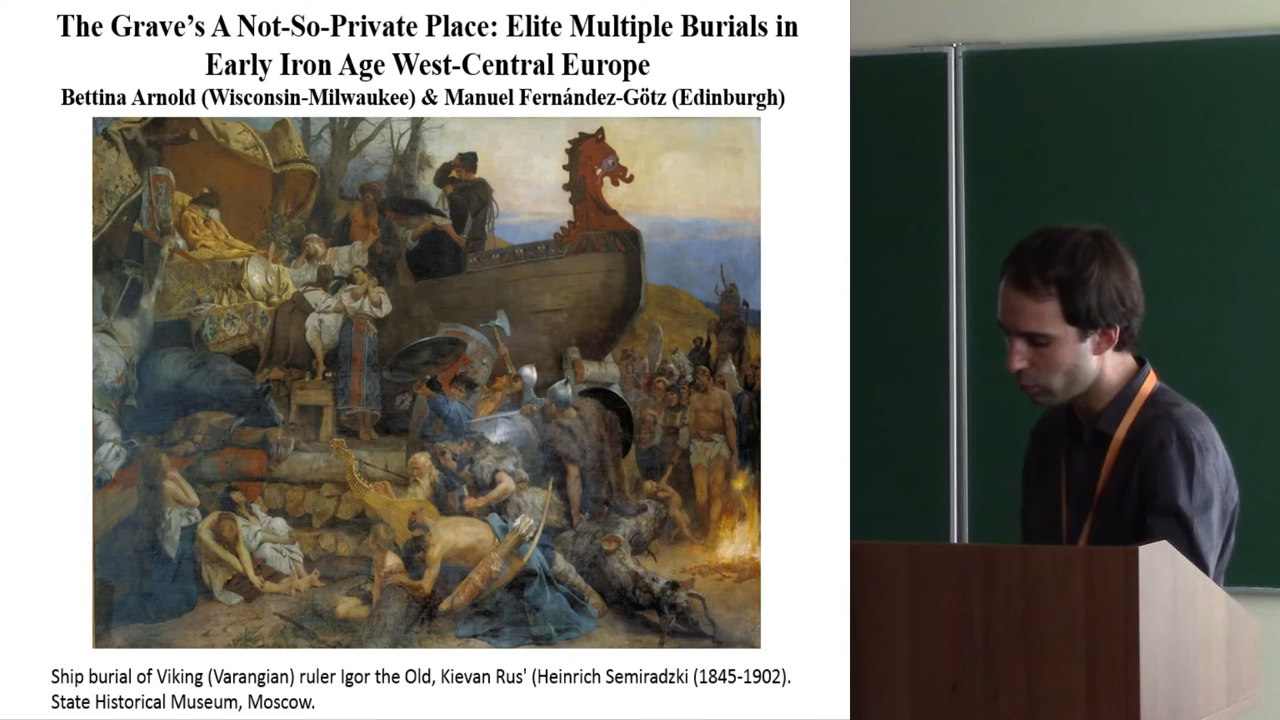 The Grave's A Not-So-Private Place: Elite Multiple Burials in
Early Iron Age West-Central Europe
Bettina Arnold (Wisconsin-Milwaukee) & Manuel Fernández-Götz (Edinburgh)
Ship burial of Viking (Varangian) ruler Igor the Old, Kievan Rus' (Heinrich Semiradzki (1845-1902).
State Historical Museum, Moscow.